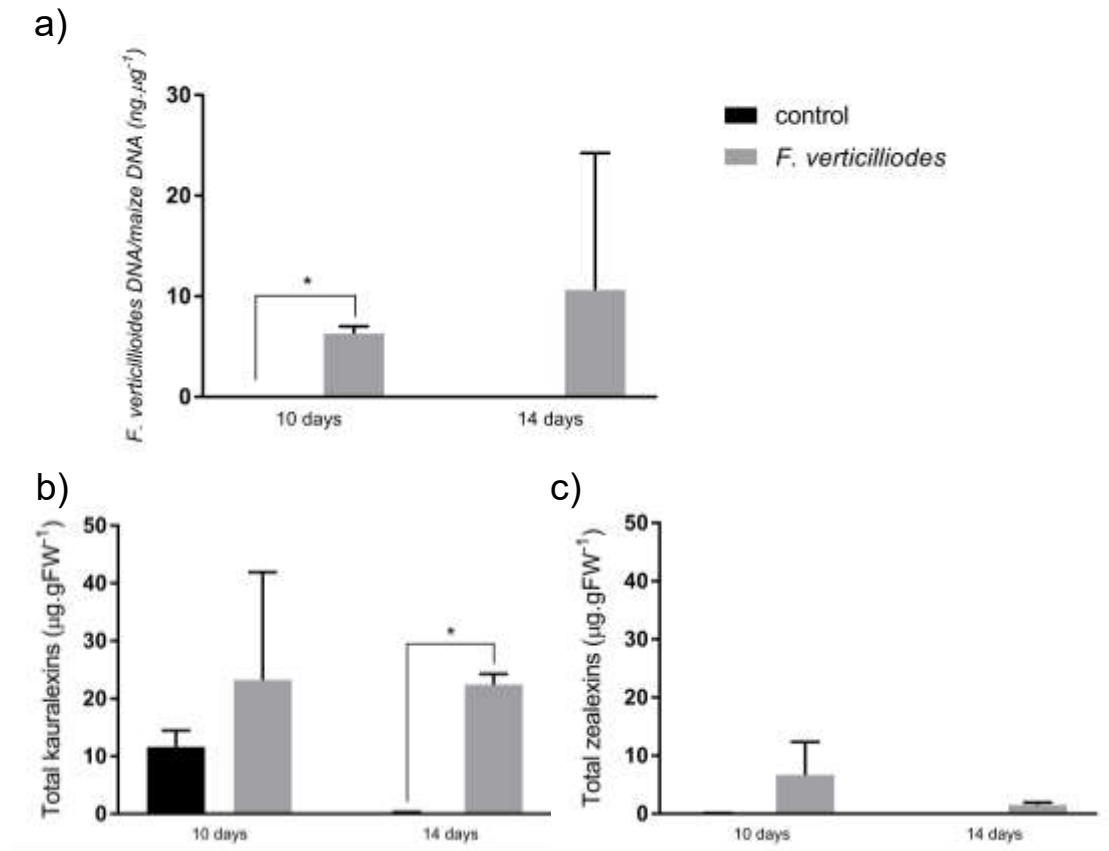 a)
F. verticillioides DNA/maize DNA (ng.µg⁻¹)
30
20
10
0
*
10 days
14 days
control
F. verticilliodes
b)
Total kauralexins (µg.gFW⁻¹)
50
40
30
20
10
0
*
10 days
14 days
c)
Total zealexins (µg.gFW⁻¹)
50
40
30
20
10
0
10 days
14 days